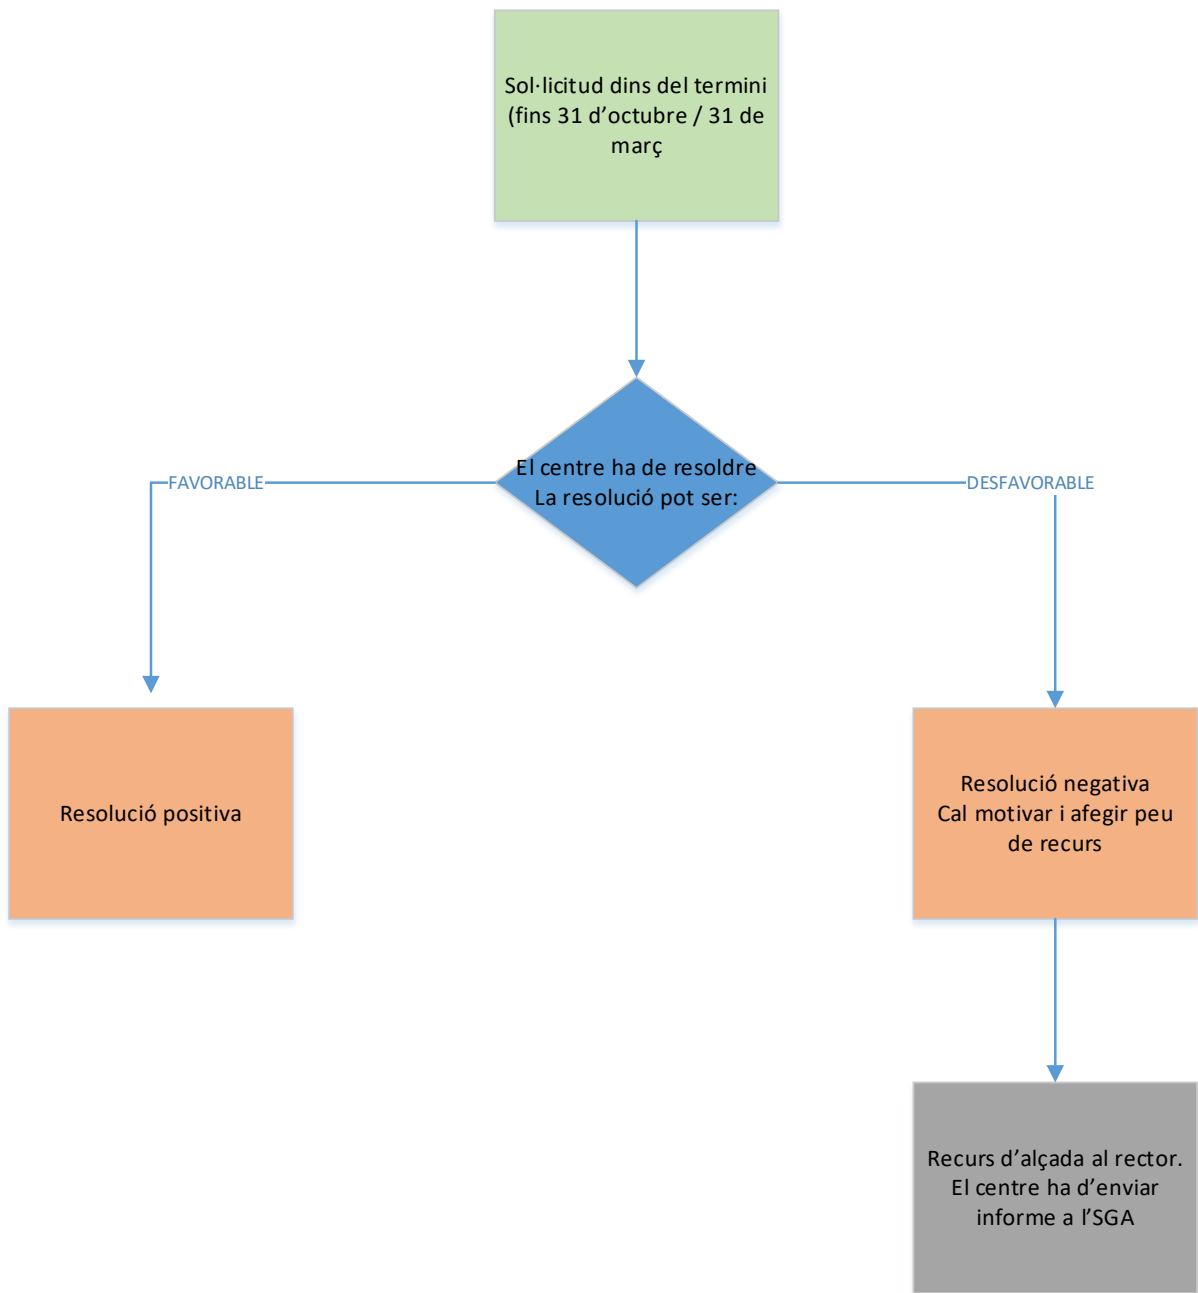 Sol·licitud dins del termini
(fins 31 d’octubre / 31 de
març
El centre ha de resoldre
La resolució pot ser:
FAVORABLE
DESFAVORABLE
Resolució positiva
Resolució negativa
Cal motivar i afegir peu
de recurs
Recurs d’alçada al rector.
El centre ha d’enviar
informe a l’SGA